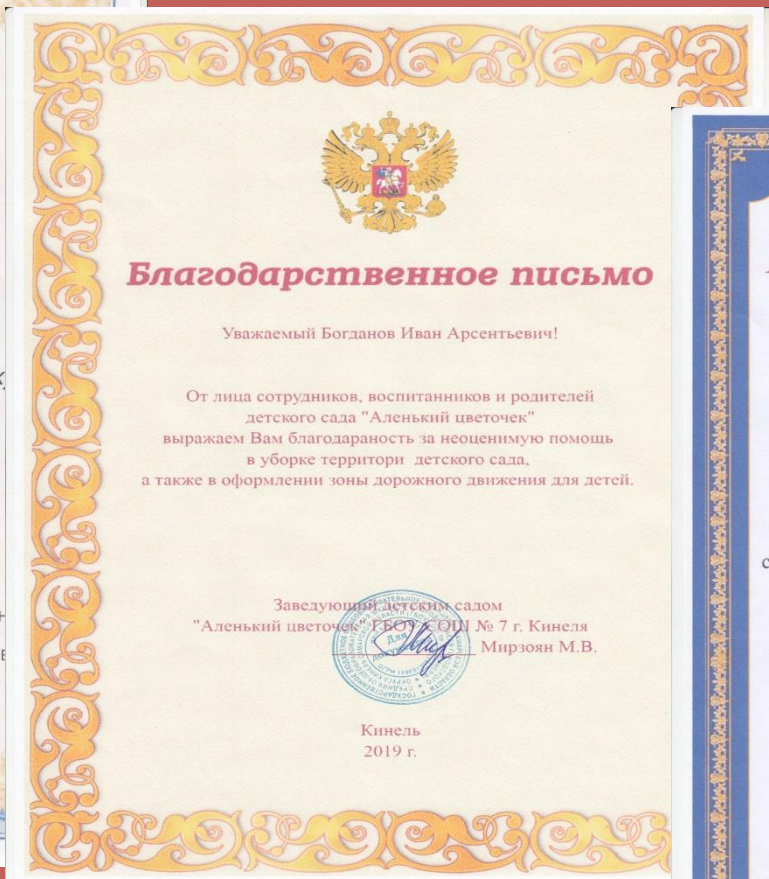 Благодарственное письмо
Уважаемый Богданов Иван Арсентьевич!
От лица сотрудников, воспитанников и родителей
детского сада "Аленький цветочек"
выражаем Вам благодараность за неоценимую помощь
в уборке территори детского сада,
а также в оформлении зоны дорожного движения для детей.
Заведующий детским садом
"Аленький цветочек" ГБОУ СОШ № 7 г. Кинеля
Для
Мирзоян М.В.
Кинель
2019 г.